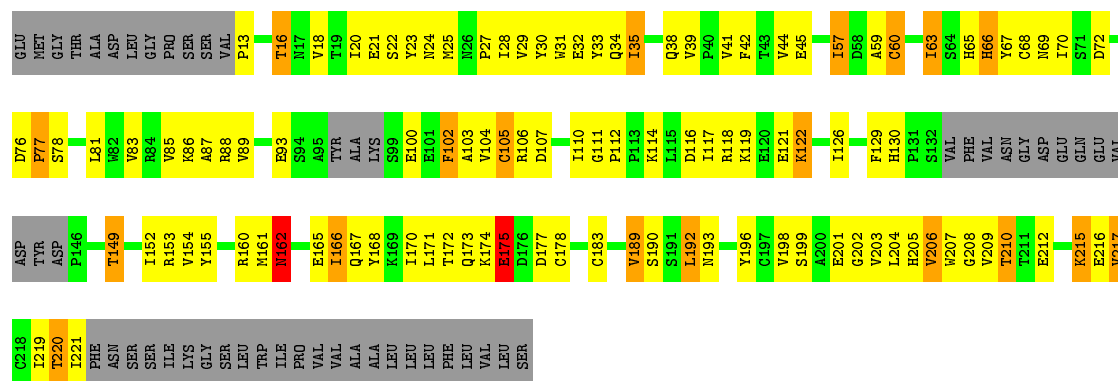 GLU MET GLY THR ALA ASP LEU GLY PRO SER SER VAL P13 T16 N17 V18 T19 I20 E21 S22 Y23 N24 M25 N26 P27 I28 V29 Y30 W31 E32 Y33 Q34 I35 Q38 V39 P40 V41 F42 T43 V44 E45 I57 D58 A59 C60 I63 S64 H65 H66 Y67 C68 N69 I70 S71 D72
D76 P77 S78 L81 W82 V83 R84 V85 K86 A87 R88 V89 E93 S94 A95 TYR ALA LYS S99 E100 E101 F102 A103 V104 C105 R106 D107 I110 G111 P112 P113 K114 L115 D116 I117 R118 K119 E120 E121 K122 I126 F129 H130 P131 S132 VAL PHE VAL ASN GLY ASP GLU GLN GLU VAL
ASP TYR ASP P146 T149 I152 R153 V154 Y155 R160 M161 N162 E165 I166 Q167 Y168 K169 I170 L171 T172 Q173 K174 E175 D176 D177 C178 C183 V189 S190 S191 L192 N193 Y196 C197 V198 S199 A200 E201 G202 V203 L204 H205 V206 W207 G208 V209 T210 T211 E212 K215 E216 V217
C218 I219 T220 I221 PHE ASN SER SER ILE LYS GLY SER LEU TRP ILE PRO VAL VAL ALA ALA LEU LEU LEU PHE LEU VAL LEU SER